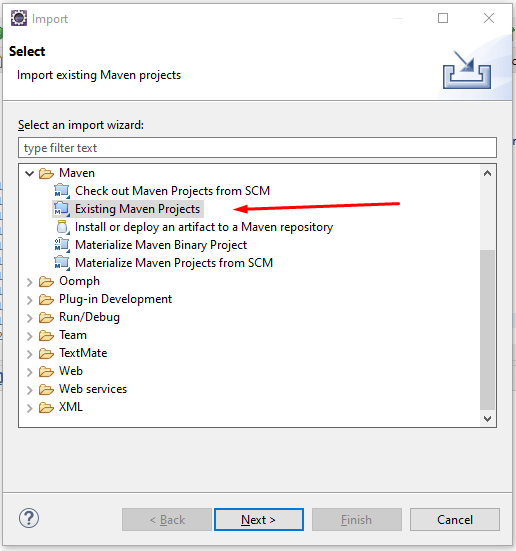 Import
Select
Import existing Maven projects
Select an import wizard:
type filter text
Maven
Check out Maven Projects from SCM
Existing Maven Projects
Install or deploy an artifact to a Maven repository
Materialize Maven Binary Project
Materialize Maven Projects from SCM
Oomph
Plug-in Development
Run/Debug
Team
TextMate
Web
Web services
XML
? < Back Next > Finish Cancel